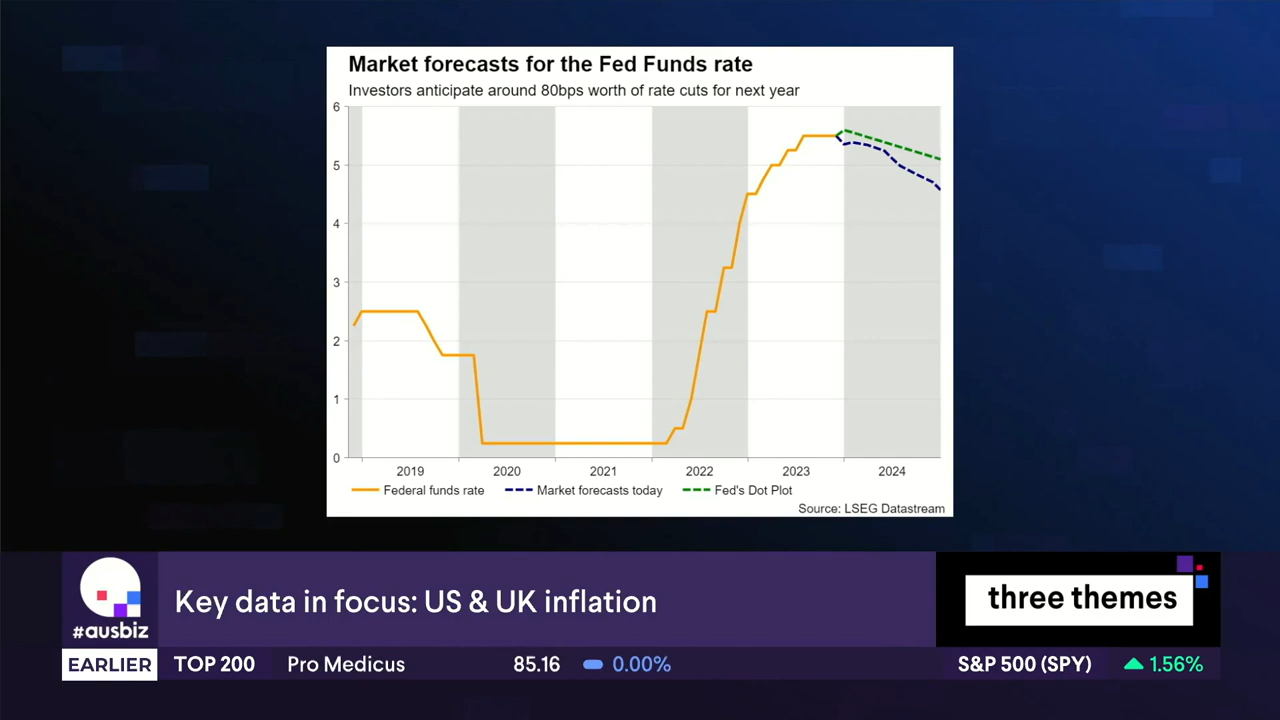 Market forecasts for the Fed Funds rate
Investors anticipate around 80bps worth of rate cuts for next year
6
5
4
3
2
1
0
2019 2020 2021 2022 2023 2024
Federal funds rate Market forecasts today Fed's Dot Plot
Source: LSEG Datastream
#ausbiz
Key data in focus: US & UK inflation
three themes
EARLIER TOP 200 Pro Medicus 85.16 0.00% S&P 500 (SPY) 1.56%